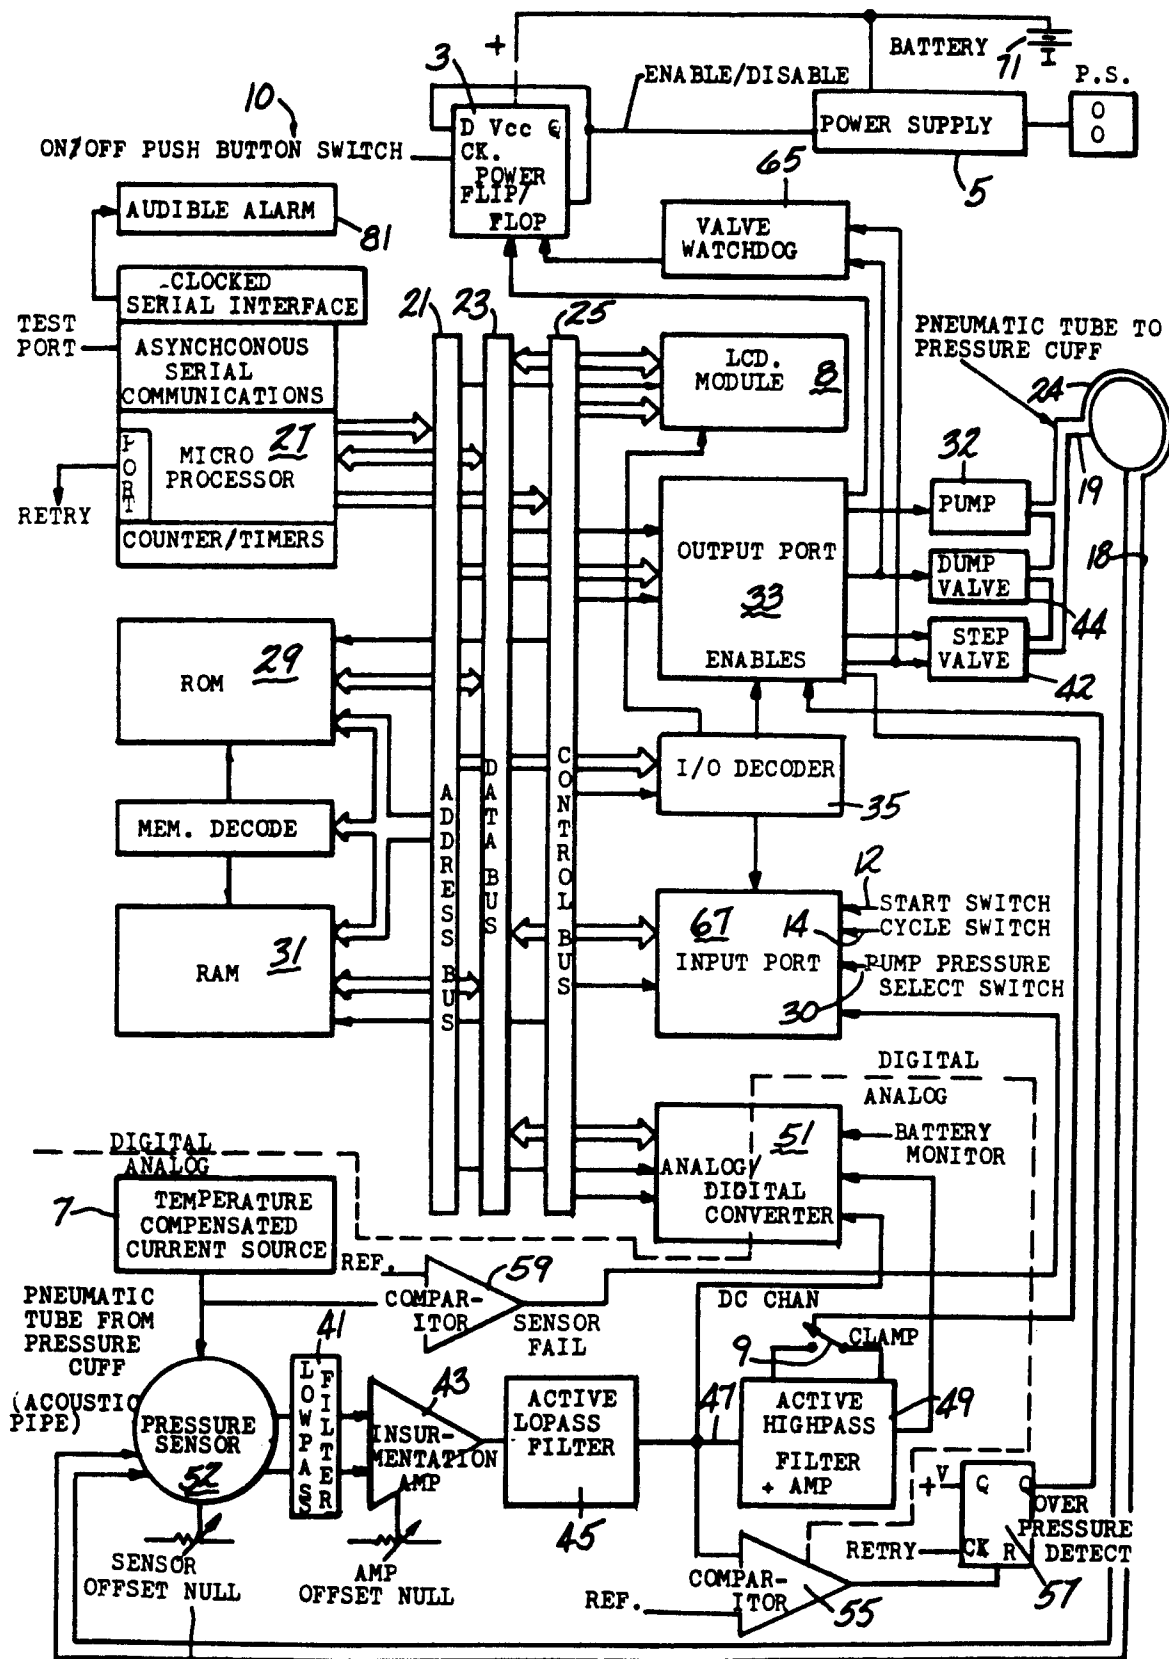 BATTERY
71
P.S.
+
3
ENABLE/DISABLE
10
D Vcc Q
CK.
POWER
FLIP/
FLOP
POWER SUPPLY
O
O
5
ON/OFF PUSH BUTTON SWITCH
65
AUDIBLE ALARM
81
VALVE
WATCHDOG
CLOCKED
SERIAL INTERFACE
21
23
25
TEST
PORT
ASYNCHCONOUS
SERIAL
COMMUNICATIONS
LCD.
MODULE
8
PNEUMATIC TUBE TO
PRESSURE CUFF
24
PORT
MICRO
PROCESSOR
27
RETRY
COUNTER/TIMERS
32
PUMP
19
OUTPUT PORT
33
ENABLES
DUMP
VALVE
44
18
STEP
VALVE
42
ROM
29
ADDRESS BUS
DATA BUS
CONTROL BUS
I/O DECODER
35
MEM. DECODE
RAM
31
67
INPUT PORT
12
START SWITCH
14
CYCLE SWITCH
PUMP PRESSURE
SELECT SWITCH
30
DIGITAL
ANALOG
51
ANALOG/
DIGITAL
CONVERTER
BATTERY
MONITOR
DIGITAL
ANALOG
7
TEMPERATURE
COMPENSATED
CURRENT SOURCE
REF.
COMPAR-
ITOR
59
SENSOR
FAIL
DC CHAN
9
CLAMP
PNEUMATIC
TUBE FROM
PRESSURE
CUFF
(ACOUSTIC
PIPE)
PRESSURE
SENSOR
52
41
LOWPASS
FILTER
43
INSUR-
MENTATION
AMP
ACTIVE
LOPASS
FILTER
45
47
ACTIVE
HIGHPASS
FILTER
+ AMP
49
SENSOR
OFFSET NULL
AMP
OFFSET NULL
+V
Q Q
CK R
OVER
PRESSURE
DETECT
57
RETRY
COMPAR-
ITOR
55
REF.